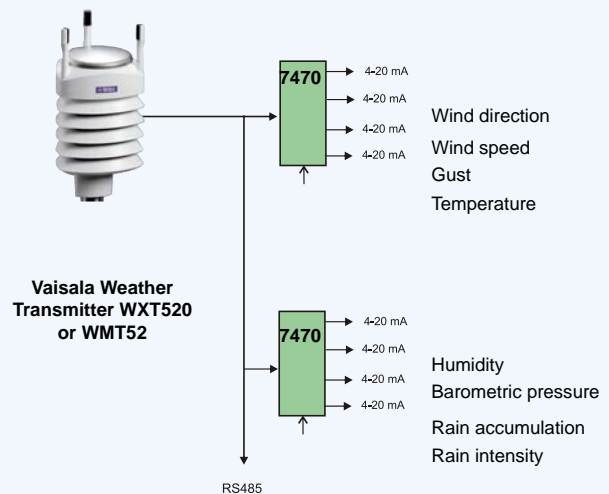 7470
4-20 mA
4-20 mA
4-20 mA
4-20 mA
Wind direction
Wind speed
Gust
Temperature
Vaisala Weather
Transmitter WXT520
or WMT52
7470
4-20 mA
4-20 mA
4-20 mA
4-20 mA
Humidity
Barometric pressure
Rain accumulation
Rain intensity
RS485